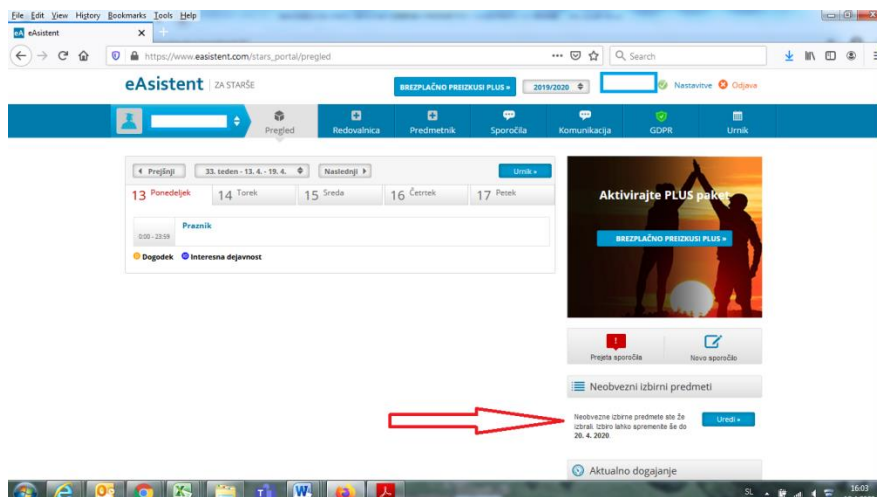 File Edit View History Bookmarks Tools Help
eA eAsistent
https://www.easistent.com/stars_portal/pregled
Search
eAsistent ZA STARŠE
BREZPLAČNO PREIZKUSI PLUS »
2019/2020
Nastavitve
Odjava
Pregled
Redovalnica
Predmetnik
Sporočila
Komunikacija
GDPR
Urnik
Prejšnji
33. teden - 13. 4. - 19. 4.
Naslednji
Urnik »
13 Ponedeljek
14 Torek
15 Sreda
16 Četrtek
17 Petek
Praznik
0:00 - 23:59
Dogodek
Interesna dejavnost
Aktivirajte PLUS paket
BREZPLAČNO PREIZKUSI PLUS »
Prejeta sporočila
Novo sporočilo
Neobvezni izbirni predmeti
Neobvezne izbirne predmete ste že
izbrali. Izbiro lahko spremenite še do
20. 4. 2020.
Uredi »
Aktualno dogajanje
SL
16:03